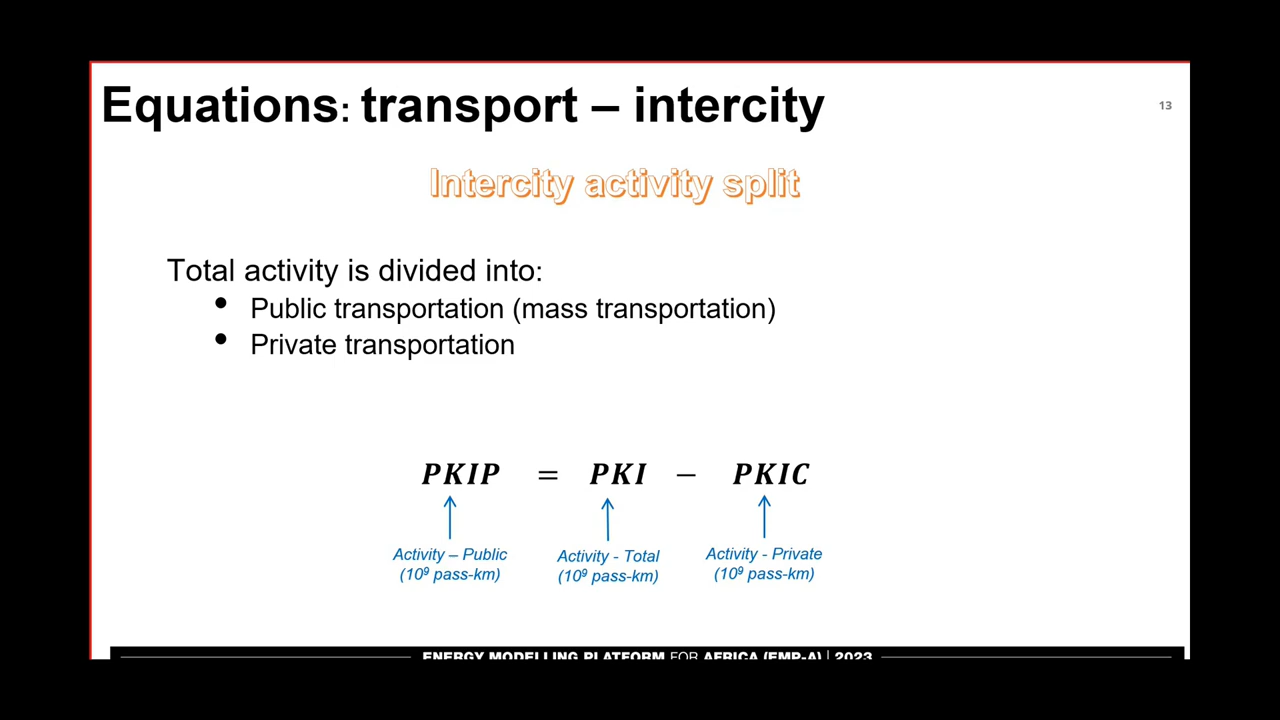 Equations: transport – intercity
13
Intercity activity split
Total activity is divided into:
• Public transportation (mass transportation)
• Private transportation
PKIP = PKI − PKIC
Activity – Public
(10⁹ pass-km)
Activity - Total
(10⁹ pass-km)
Activity - Private
(10⁹ pass-km)
ENERGY MODELLING PLATFORM FOR AFRICA (EMP-A) | 2023